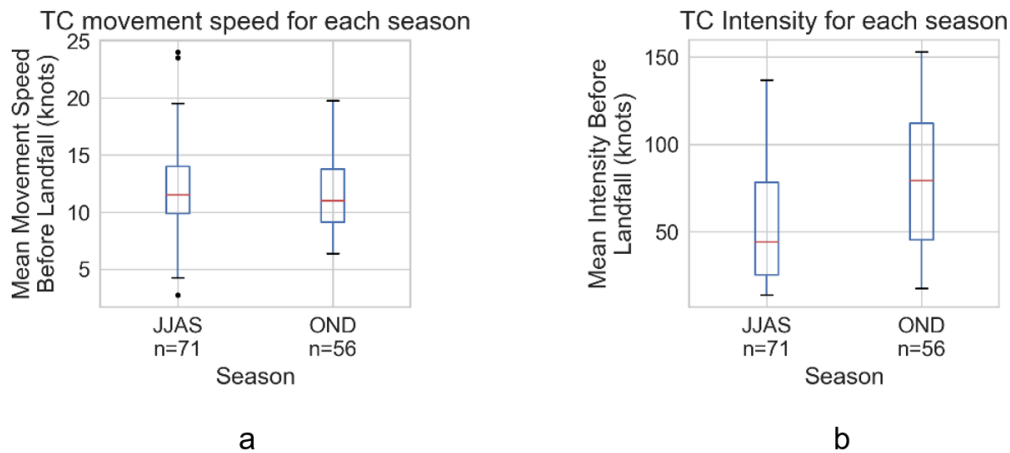 TC movement speed for each season
Mean Movement Speed
Before Landfall (knots)
25
20
15
10
5
JJAS
n=71
OND
n=56
Season
a
TC Intensity for each season
Mean Intensity Before
Landfall (knots)
150
100
50
JJAS
n=71
OND
n=56
Season
b